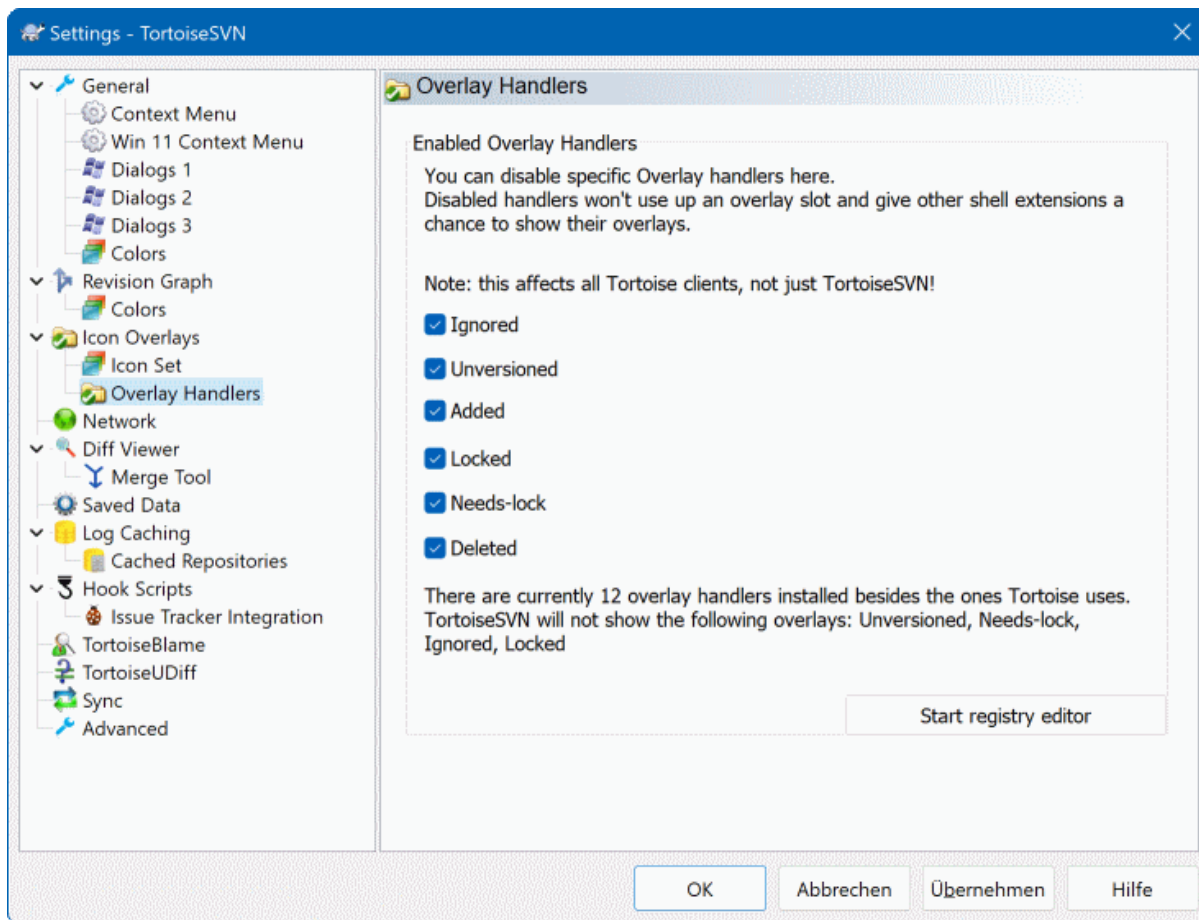 Settings - TortoiseSVN
General
Context Menu
Win 11 Context Menu
Dialogs 1
Dialogs 2
Dialogs 3
Colors
Revision Graph
Colors
Icon Overlays
Icon Set
Overlay Handlers
Network
Diff Viewer
Merge Tool
Saved Data
Log Caching
Cached Repositories
Hook Scripts
Issue Tracker Integration
TortoiseBlame
TortoiseUDiff
Sync
Advanced
Overlay Handlers
Enabled Overlay Handlers
You can disable specific Overlay handlers here.
Disabled handlers won't use up an overlay slot and give other shell extensions a
chance to show their overlays.
Note: this affects all Tortoise clients, not just TortoiseSVN!
Ignored
Unversioned
Added
Locked
Needs-lock
Deleted
There are currently 12 overlay handlers installed besides the ones Tortoise uses.
TortoiseSVN will not show the following overlays: Unversioned, Needs-lock,
Ignored, Locked
Start registry editor
OK
Abbrechen
Übernehmen
Hilfe